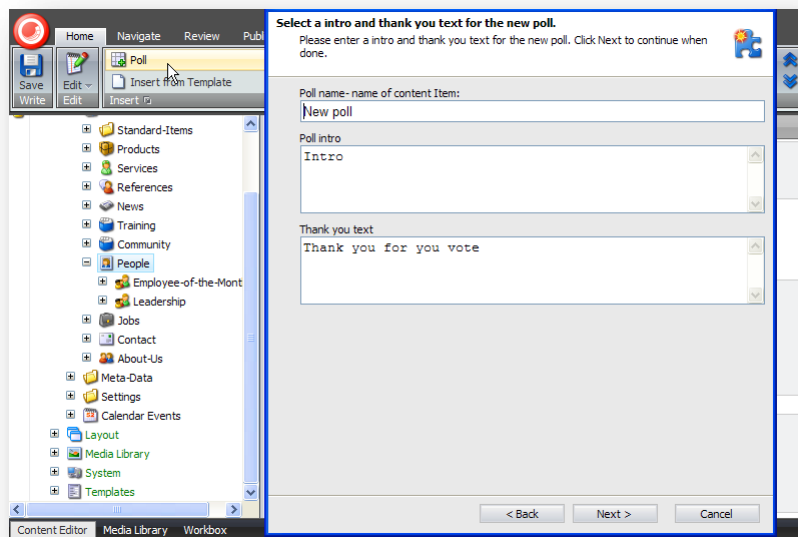 Home Navigate Review Publ
Save
Write
Edit
Edit
Poll
Insert from Template
Insert
Standard-Items
Products
Services
References
News
Training
Community
People
Employee-of-the-Mont
Leadership
Jobs
Contact
About-Us
Meta-Data
Settings
Calendar Events
Layout
Media Library
System
Templates
Content Editor Media Library Workbox
Select a intro and thank you text for the new poll.
Please enter a intro and thank you text for the new poll. Click Next to continue when
done.
Poll name- name of content Item:
New poll
Poll intro
Intro
Thank you text
Thank you for you vote
< Back Next > Cancel